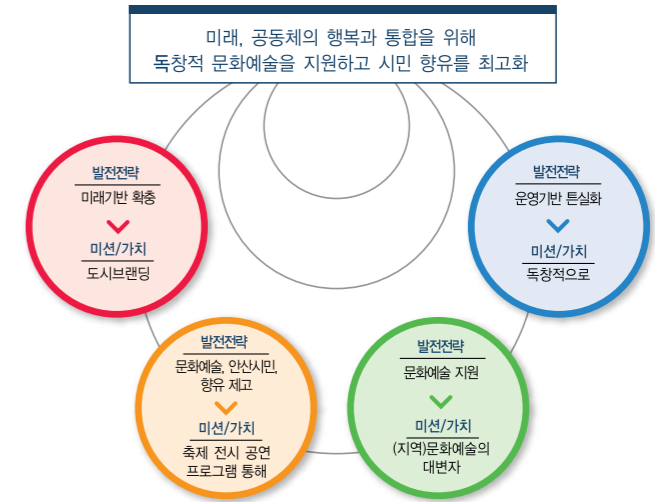 미래, 공동체의 행복과 통합을 위해
독창적 문화예술을 지원하고 시민 향유를 최고화
발전전략
미래기반 확충
미션/가치
도시브랜딩
발전전략
문화예술, 안산시민,
향유 제고
미션/가치
축제 전시 공연
프로그램 통해
발전전략
문화예술 지원
미션/가치
(지역)문화예술의
대변자
발전전략
운영기반 튼실화
미션/가치
독창적으로